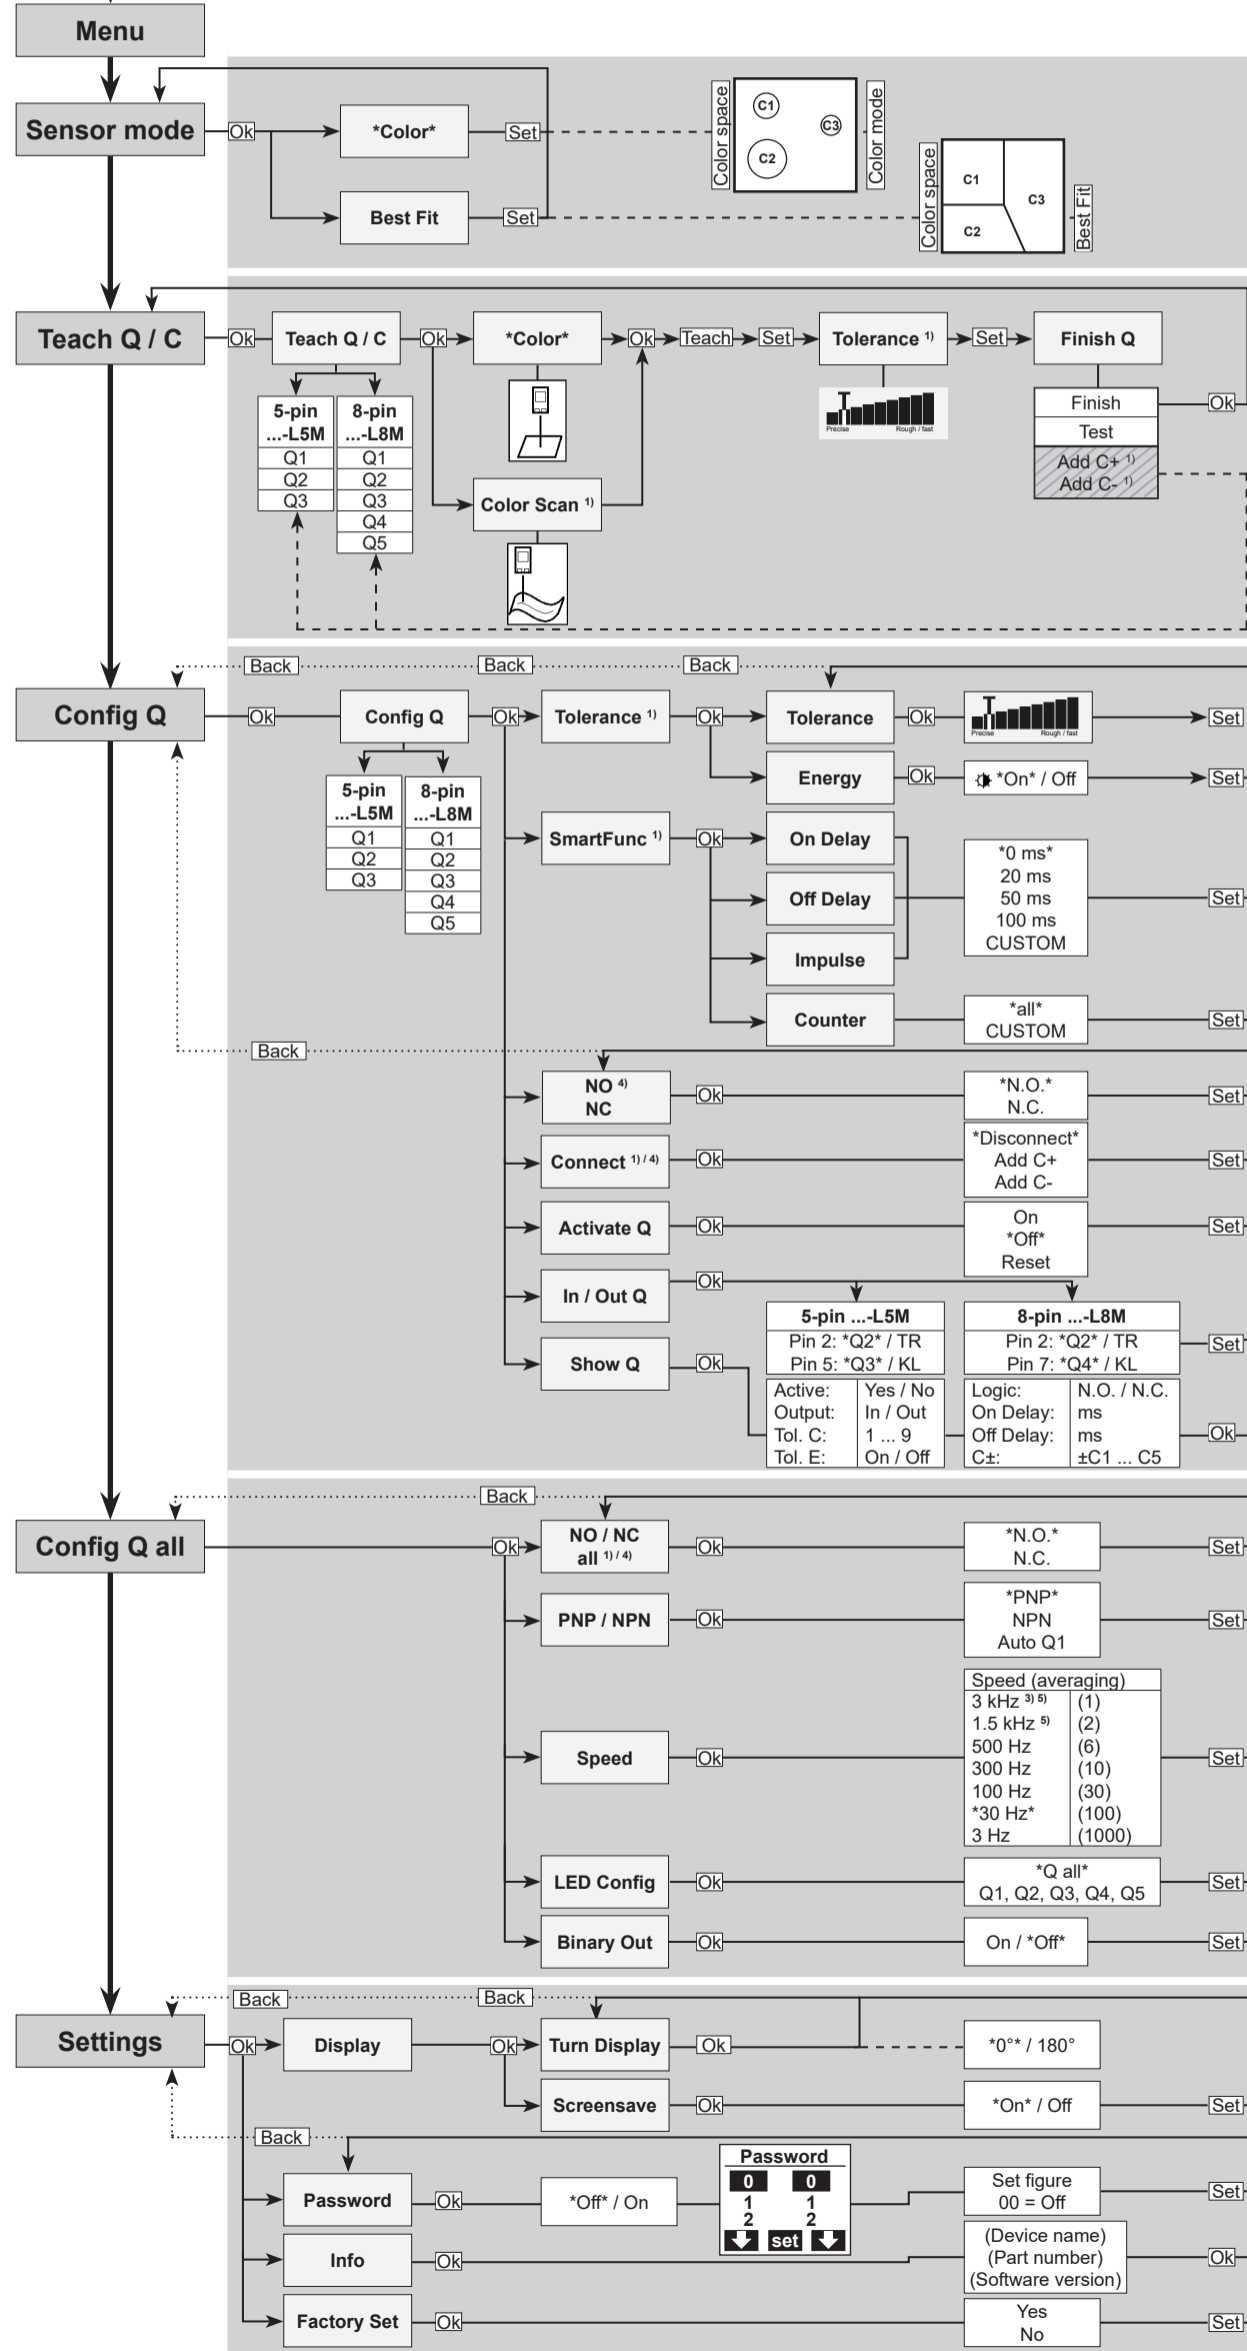 Menu
Sensor mode
Ok
*Color*
Set
Color space
C1
C2
C3
Color mode
Best Fit
Set
Color space
C1
C2
C3
Best Fit
Teach Q / C
Ok
Teach Q / C
Ok
*Color*
Ok
Teach
Set
Tolerance 1)
Set
Finish Q
5-pin
...-L5M
Q1
Q2
Q3
8-pin
...-L8M
Q1
Q2
Q3
Q4
Q5
Precise
Rough / fast
Finish
Ok
Test
Add C+ 1)
Add C- 1)
Color Scan 1)
Back
Back
Back
Config Q
Ok
Config Q
Ok
Tolerance 1)
Ok
Tolerance
Ok
Precise
Rough / fast
Set
Energy
Ok
*On* / Off
Set
5-pin
...-L5M
Q1
Q2
Q3
8-pin
...-L8M
Q1
Q2
Q3
Q4
Q5
SmartFunc 1)
Ok
On Delay
Off Delay
Impulse
*0 ms*
20 ms
50 ms
100 ms
CUSTOM
Set
Counter
*all*
CUSTOM
Set
Back
NO 4)
NC
Ok
*N.O.*
N.C.
Set
Connect 1) / 4)
Ok
*Disconnect*
Add C+
Add C-
Set
Activate Q
Ok
On
*Off*
Reset
Set
In / Out Q
Ok
5-pin ...-L5M
Pin 2: *Q2* / TR
Pin 5: *Q3* / KL
8-pin ...-L8M
Pin 2: *Q2* / TR
Pin 7: *Q4* / KL
Set
Show Q
Ok
Active: Yes / No
Output: In / Out
Tol. C: 1 ... 9
Tol. E: On / Off
Logic: N.O. / N.C.
On Delay: ms
Off Delay: ms
C±: ±C1 ... C5
Ok
Back
Config Q all
Ok
NO / NC
all 1) / 4)
Ok
*N.O.*
N.C.
Set
PNP / NPN
Ok
*PNP*
NPN
Auto Q1
Set
Speed
Ok
Speed (averaging)
3 kHz 3) 5) (1)
1.5 kHz 5) (2)
500 Hz (6)
300 Hz (10)
100 Hz (30)
*30 Hz* (100)
3 Hz (1000)
Set
LED Config
Ok
*Q all*
Q1, Q2, Q3, Q4, Q5
Set
Binary Out
Ok
On / *Off*
Set
Back
Back
Settings
Ok
Display
Ok
Turn Display
Ok
*0°* / 180°
Screensave
Ok
*On* / Off
Set
Back
Password
Ok
*Off* / On
Password
0 0
1 1
2 2
set
Set figure
00 = Off
Set
Info
Ok
(Device name)
(Part number)
(Software version)
Ok
Factory Set
Ok
Yes
No
Set